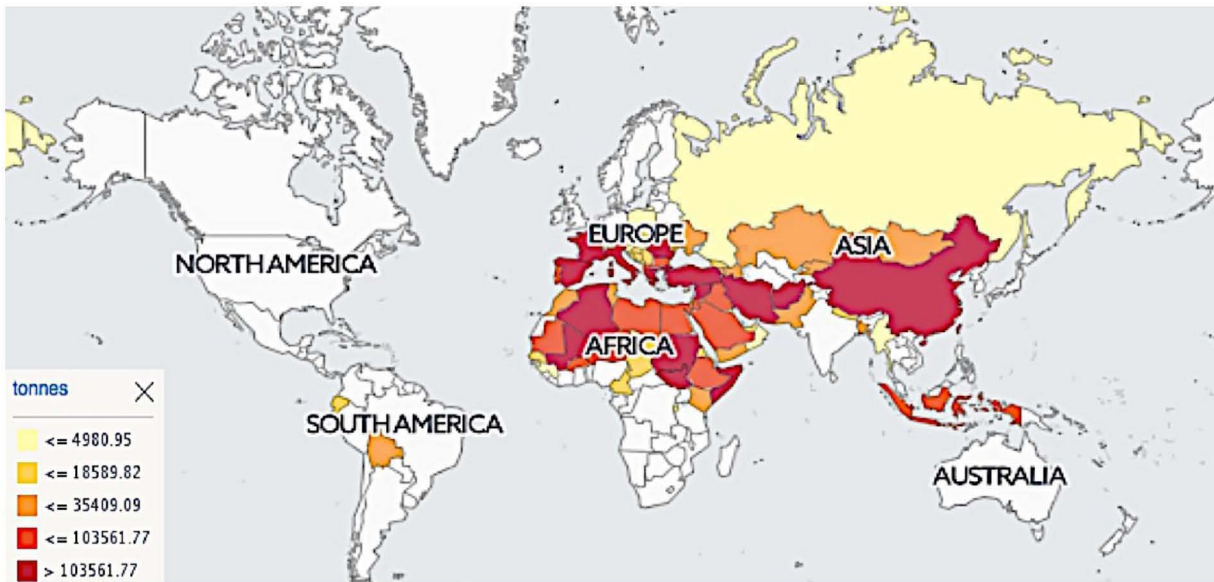 EUROPE
ASIA
NORTH AMERICA
AFRICA
SOUTH AMERICA
AUSTRALIA
tonnes
<= 4980.95
<= 18589.82
<= 35409.09
<= 103561.77
> 103561.77